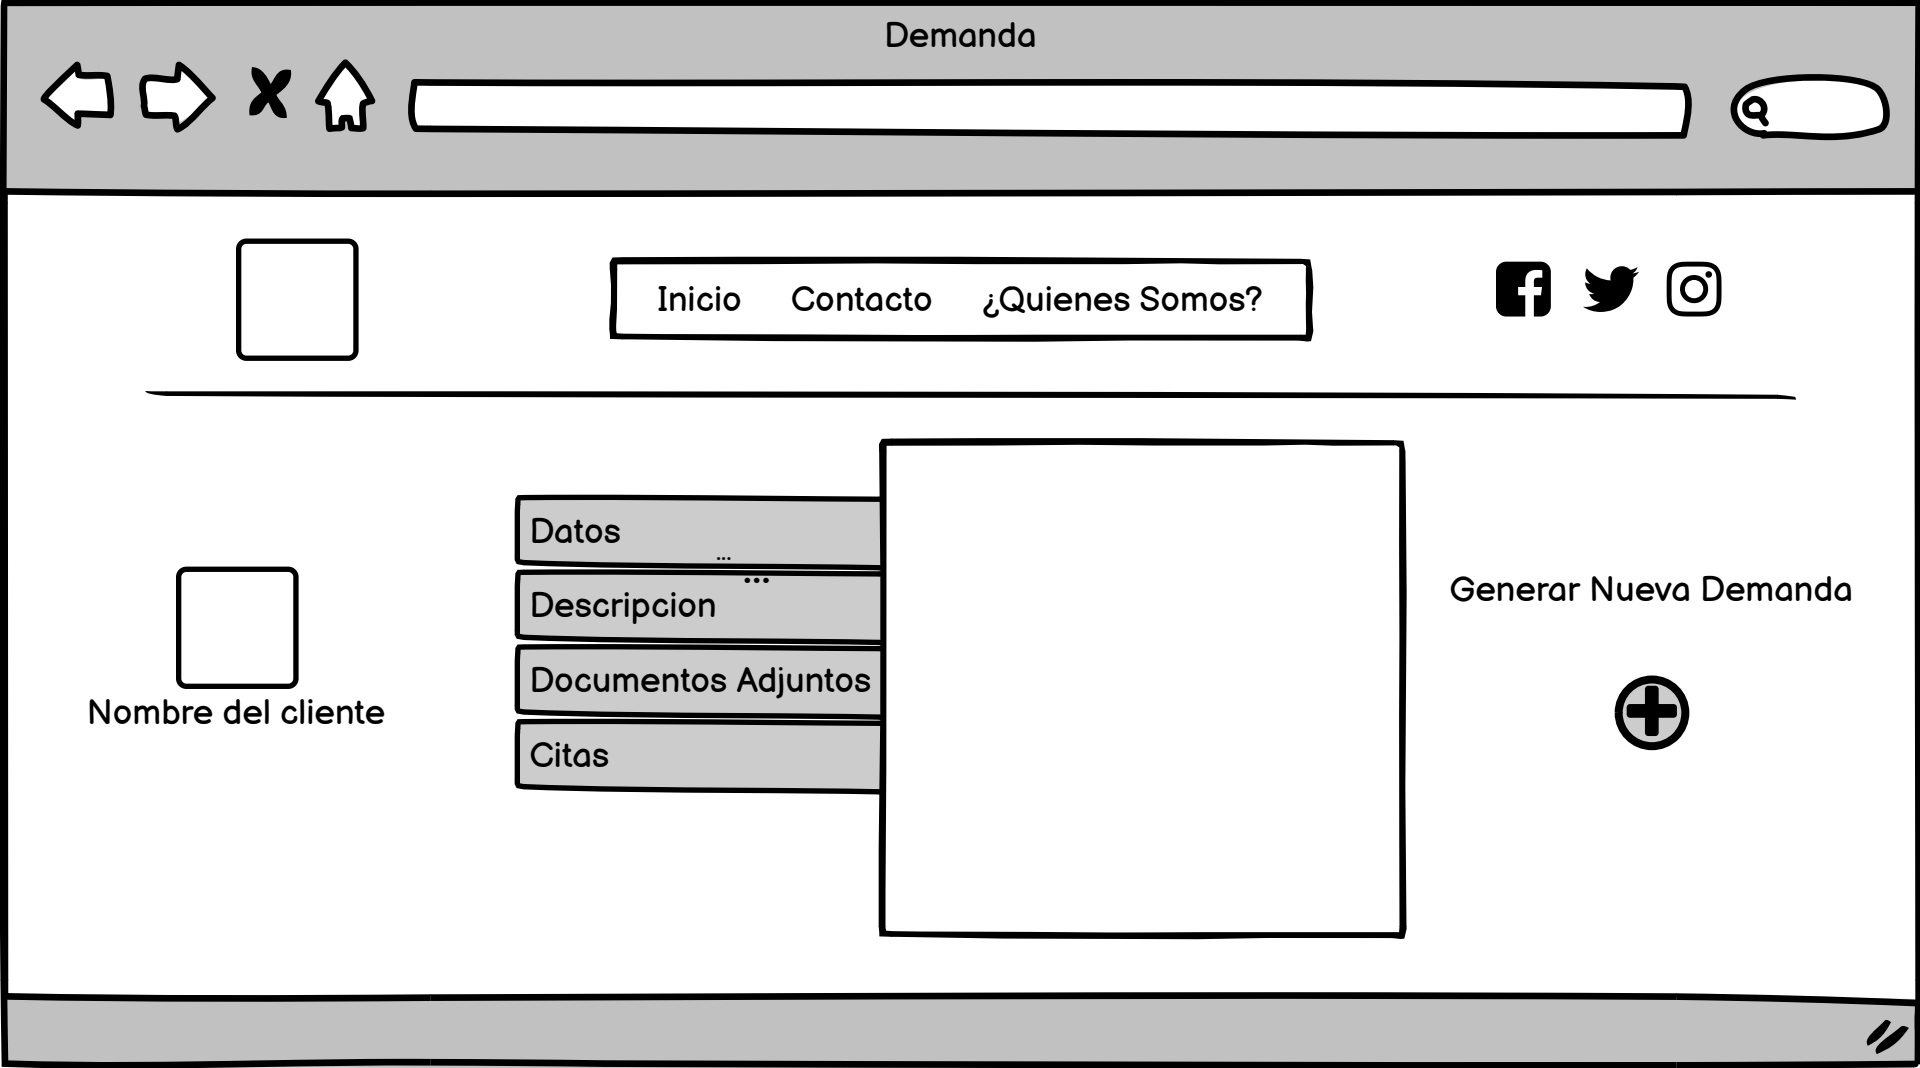 Demanda
Inicio Contacto ¿Quienes Somos?
Datos
...
...
Descripcion
Documentos Adjuntos
Citas
Nombre del cliente
Generar Nueva Demanda